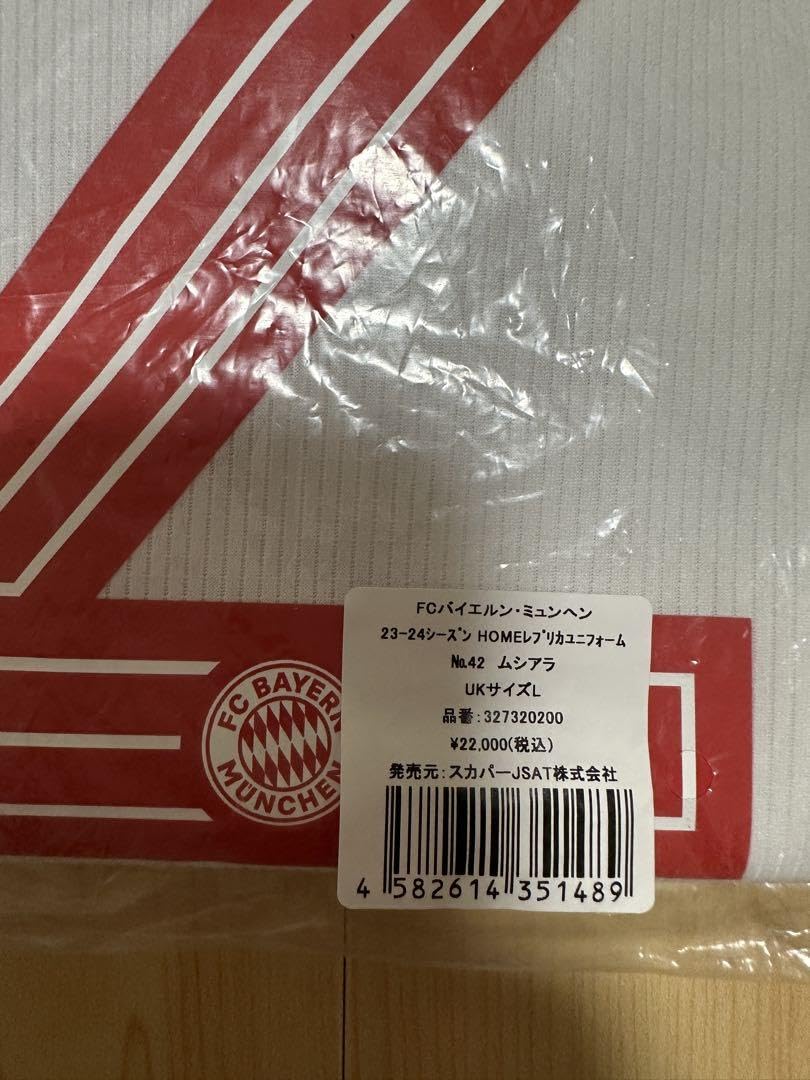 FCバイエルン・ミュンヘン
23-24ｼｰｽﾞﾝ HOMEﾚﾌﾟﾘｶﾕﾆﾌｫｰﾑ
№42 ムシアラ
UKサイズL
品番:327320200
¥22,000(税込)
発売元:スカパーJSAT株式会社
4 582614 351489
FC BAYERN
MÜNCHEN